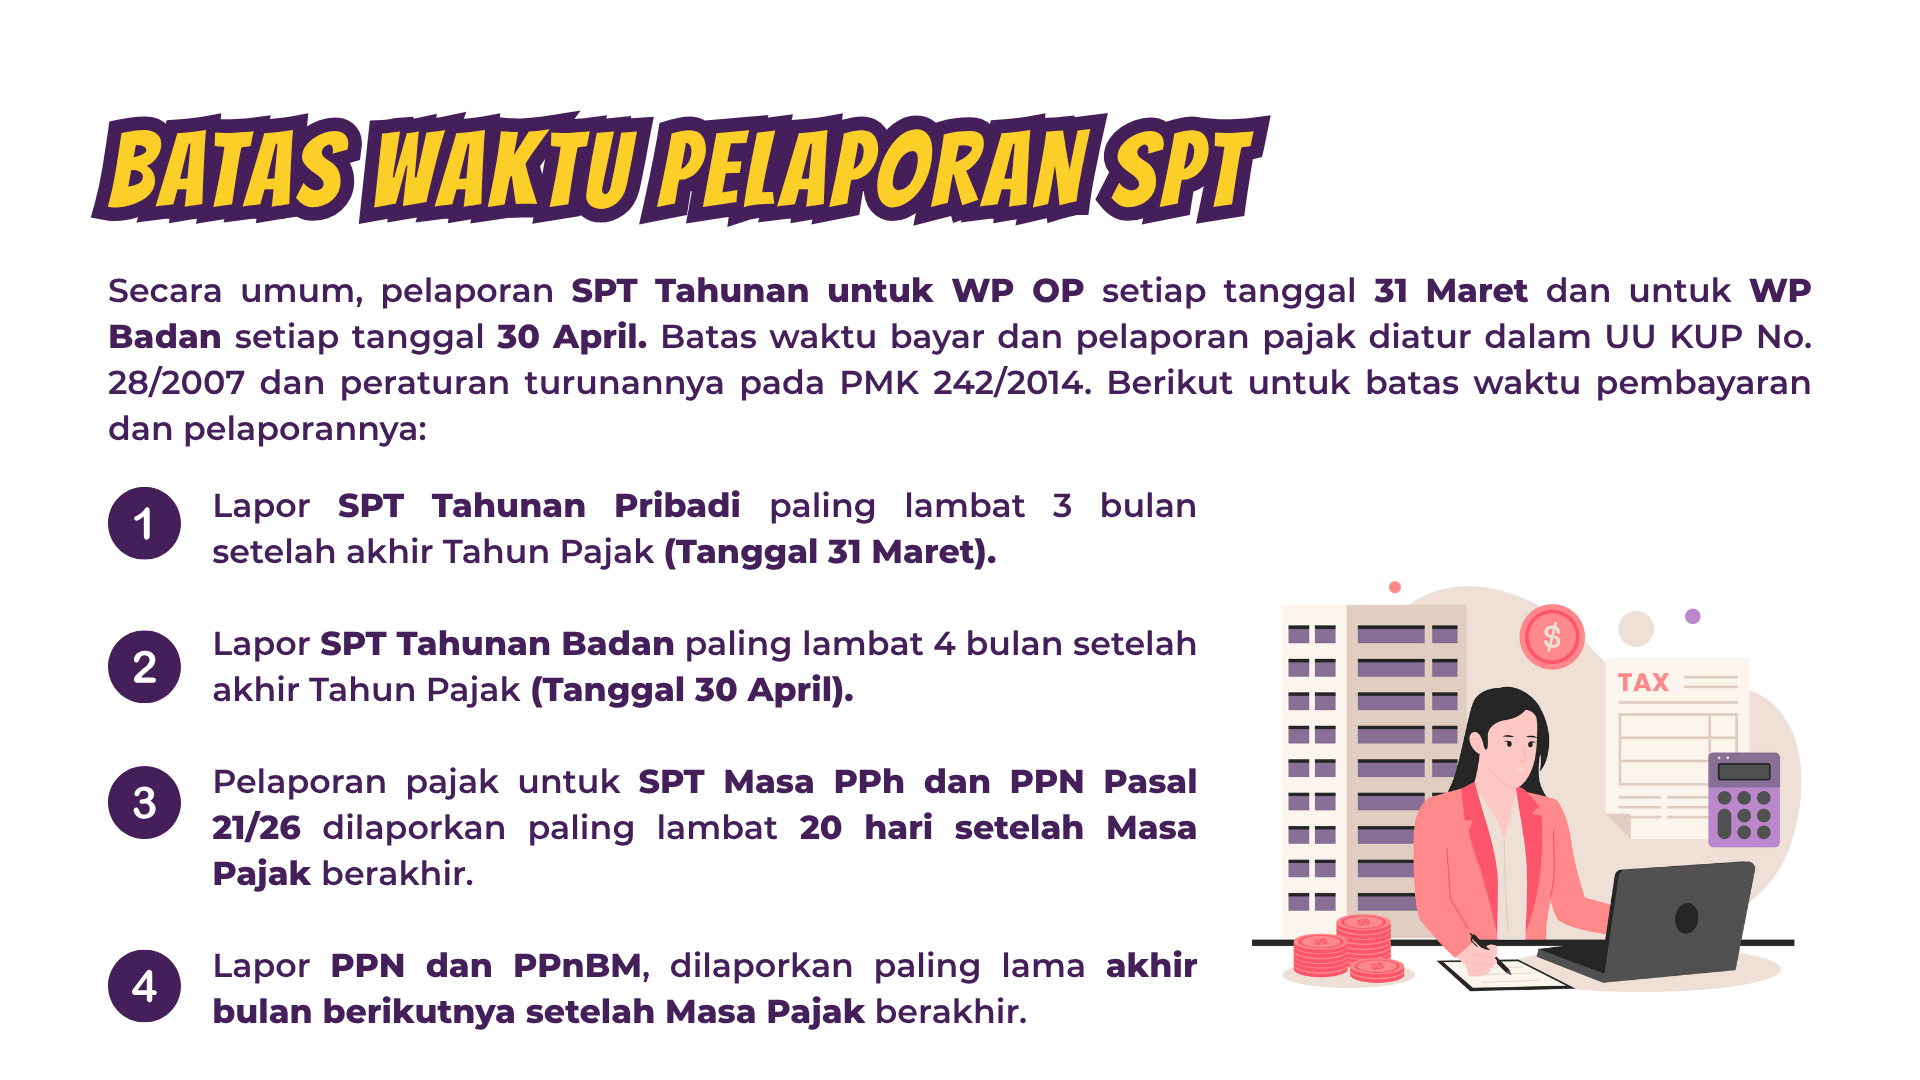 BATAS WAKTU PELAPORAN SPT
Secara umum, pelaporan SPT Tahunan untuk WP OP setiap tanggal 31 Maret dan untuk WP
Badan setiap tanggal 30 April. Batas waktu bayar dan pelaporan pajak diatur dalam UU KUP No.
28/2007 dan peraturan turunannya pada PMK 242/2014. Berikut untuk batas waktu pembayaran
dan pelaporannya:
1
Lapor SPT Tahunan Pribadi paling lambat 3 bulan
setelah akhir Tahun Pajak (Tanggal 31 Maret).
2
Lapor SPT Tahunan Badan paling lambat 4 bulan setelah
akhir Tahun Pajak (Tanggal 30 April).
3
Pelaporan pajak untuk SPT Masa PPh dan PPN Pasal
21/26 dilaporkan paling lambat 20 hari setelah Masa
Pajak berakhir.
4
Lapor PPN dan PPnBM, dilaporkan paling lama akhir
bulan berikutnya setelah Masa Pajak berakhir.
$
TAX
$
$
$